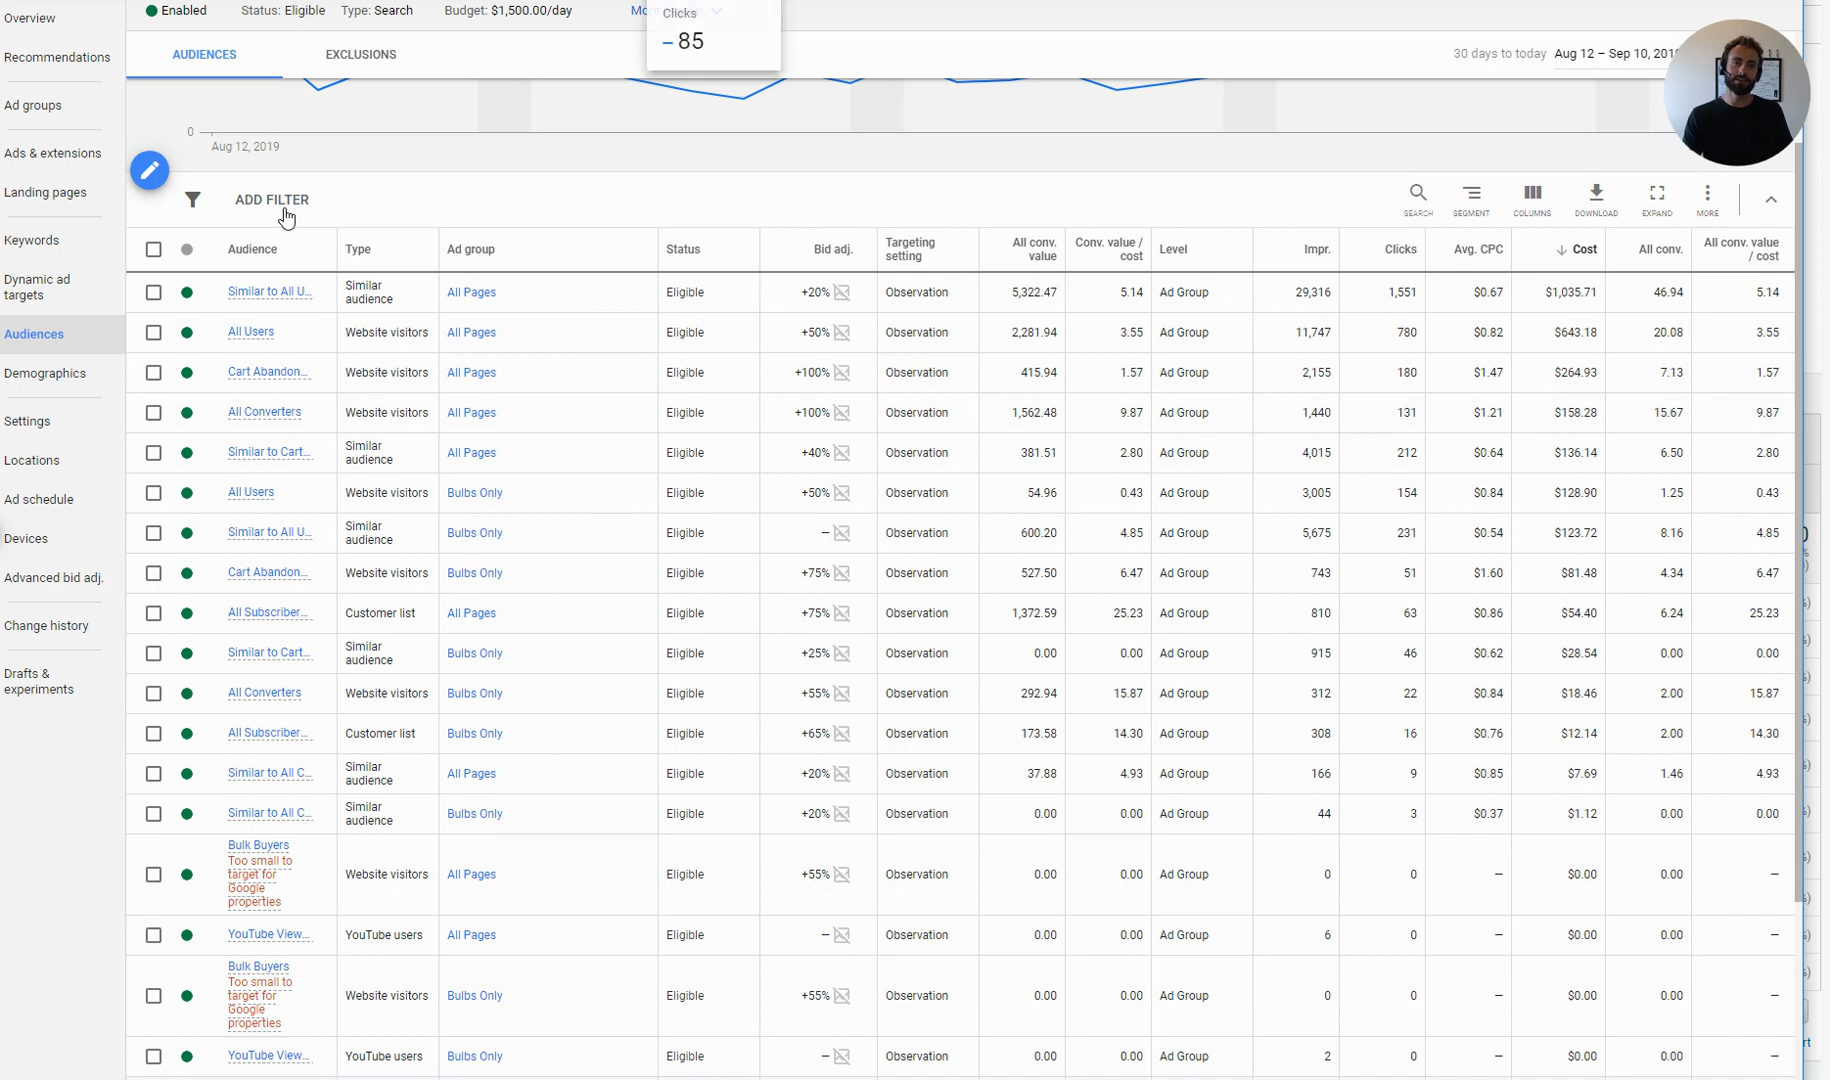 Overview
Recommendations
Ad groups
Ads & extensions
Landing pages
Keywords
Dynamic ad
targets
Audiences
Demographics
Settings
Locations
Ad schedule
Devices
Advanced bid adj.
Change history
Drafts &
experiments
Enabled Status: Eligible Type: Search Budget: $1,500.00/day
Clicks
– 85
AUDIENCES EXCLUSIONS
30 days to today Aug 12 – Sep 10,
0
Aug 12, 2019
ADD FILTER
SEARCH SEGMENT COLUMNS DOWNLOAD EXPAND MORE
Audience Type Ad group Status Bid adj. Targeting setting All conv. value Conv. value / cost Level Impr. Clicks Avg. CPC Cost All conv. All conv. value / cost
Similar to All U... Similar audience All Pages Eligible +20% Observation 5,322.47 5.14 Ad Group 29,316 1,551 $0.67 $1,035.71 46.94 5.14
All Users Website visitors All Pages Eligible +50% Observation 2,281.94 3.55 Ad Group 11,747 780 $0.82 $643.18 20.08 3.55
Cart Abandon... Website visitors All Pages Eligible +100% Observation 415.94 1.57 Ad Group 2,155 180 $1.47 $264.93 7.13 1.57
All Converters Website visitors All Pages Eligible +100% Observation 1,562.48 9.87 Ad Group 1,440 131 $1.21 $158.28 15.67 9.87
Similar to Cart... Similar audience All Pages Eligible +40% Observation 381.51 2.80 Ad Group 4,015 212 $0.64 $136.14 6.50 2.80
All Users Website visitors Bulbs Only Eligible +50% Observation 54.96 0.43 Ad Group 3,005 154 $0.84 $128.90 1.25 0.43
Similar to All U... Similar audience Bulbs Only Eligible – Observation 600.20 4.85 Ad Group 5,675 231 $0.54 $123.72 8.16 4.85
Cart Abandon... Website visitors Bulbs Only Eligible +75% Observation 527.50 6.47 Ad Group 743 51 $1.60 $81.48 4.34 6.47
All Subscriber... Customer list All Pages Eligible +75% Observation 1,372.59 25.23 Ad Group 810 63 $0.86 $54.40 6.24 25.23
Similar to Cart... Similar audience Bulbs Only Eligible +25% Observation 0.00 0.00 Ad Group 915 46 $0.62 $28.54 0.00 0.00
All Converters Website visitors Bulbs Only Eligible +55% Observation 292.94 15.87 Ad Group 312 22 $0.84 $18.46 2.00 15.87
All Subscriber... Customer list Bulbs Only Eligible +65% Observation 173.58 14.30 Ad Group 308 16 $0.76 $12.14 2.00 14.30
Similar to All C... Similar audience All Pages Eligible +20% Observation 37.88 4.93 Ad Group 166 9 $0.85 $7.69 1.46 4.93
Similar to All C... Similar audience Bulbs Only Eligible +20% Observation 0.00 0.00 Ad Group 44 3 $0.37 $1.12 0.00 0.00
Bulk Buyers
Too small to
target for
Google
properties
Website visitors All Pages Eligible +55% Observation 0.00 0.00 Ad Group 0 0 – $0.00 0.00 –
YouTube View... YouTube users All Pages Eligible – Observation 0.00 0.00 Ad Group 6 0 – $0.00 0.00 –
Bulk Buyers
Too small to
target for
Google
properties
Website visitors Bulbs Only Eligible +55% Observation 0.00 0.00 Ad Group 0 0 – $0.00 0.00 –
YouTube View... YouTube users Bulbs Only Eligible – Observation 0.00 0.00 Ad Group 2 0 – $0.00 0.00 –